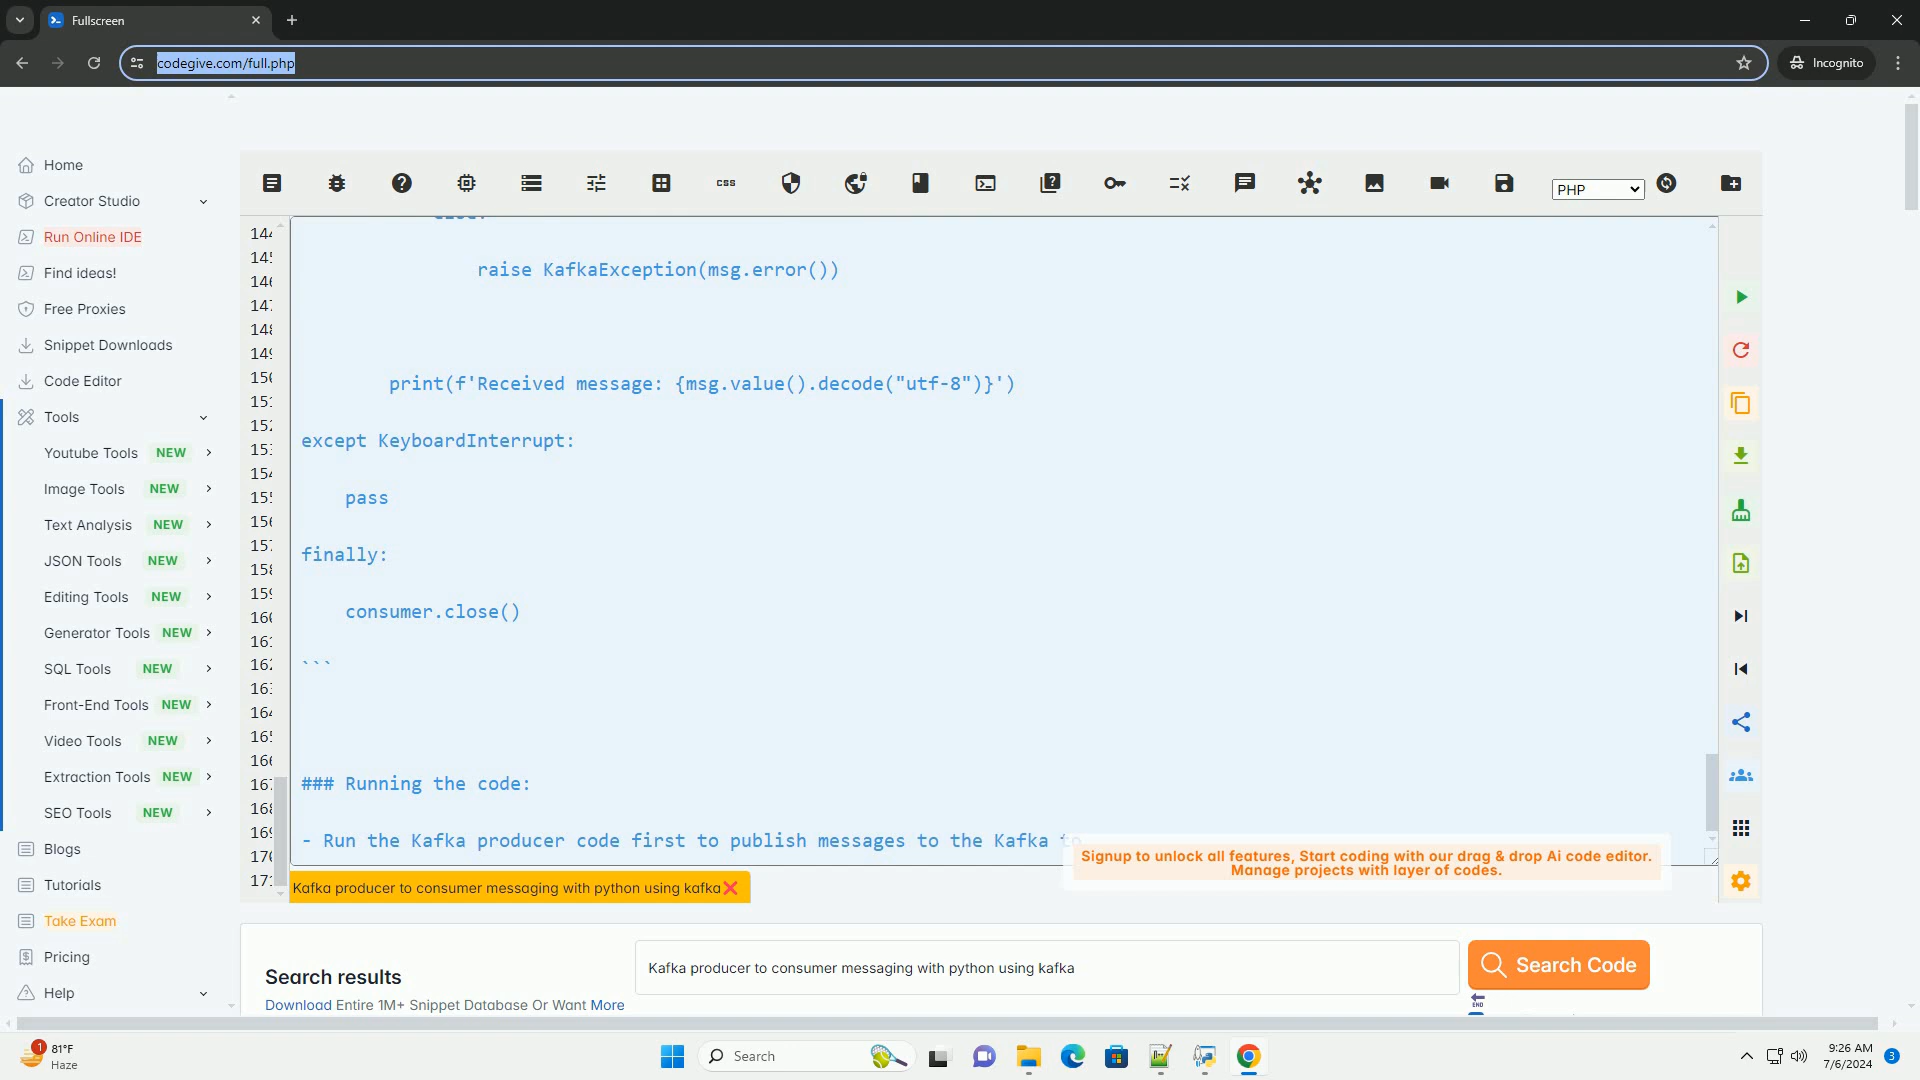 Fullscreen
codegive.com/full.php
Incognito
Home
Creator Studio
Run Online IDE
Find ideas!
Free Proxies
Snippet Downloads
Code Editor
Tools
Youtube Tools NEW
Image Tools NEW
Text Analysis NEW
JSON Tools NEW
Editing Tools NEW
Generator Tools NEW
SQL Tools NEW
Front-End Tools NEW
Video Tools NEW
Extraction Tools NEW
SEO Tools NEW
Blogs
Tutorials
Take Exam
Pricing
Help
CSS
PHP
raise KafkaException(msg.error())
print(f'Received message: {msg.value().decode("utf-8")}')
except KeyboardInterrupt:
pass
finally:
consumer.close()
```
### Running the code:
- Run the Kafka producer code first to publish messages to the Kafka to
Signup to unlock all features, Start coding with our drag & drop Ai code editor.
Manage projects with layer of codes.
Kafka producer to consumer messaging with python using kafka
Search results
Download Entire 1M+ Snippet Database Or Want More
Kafka producer to consumer messaging with python using kafka
Search Code
END
1
81°F
Haze
Search
9:26 AM
7/6/2024
3